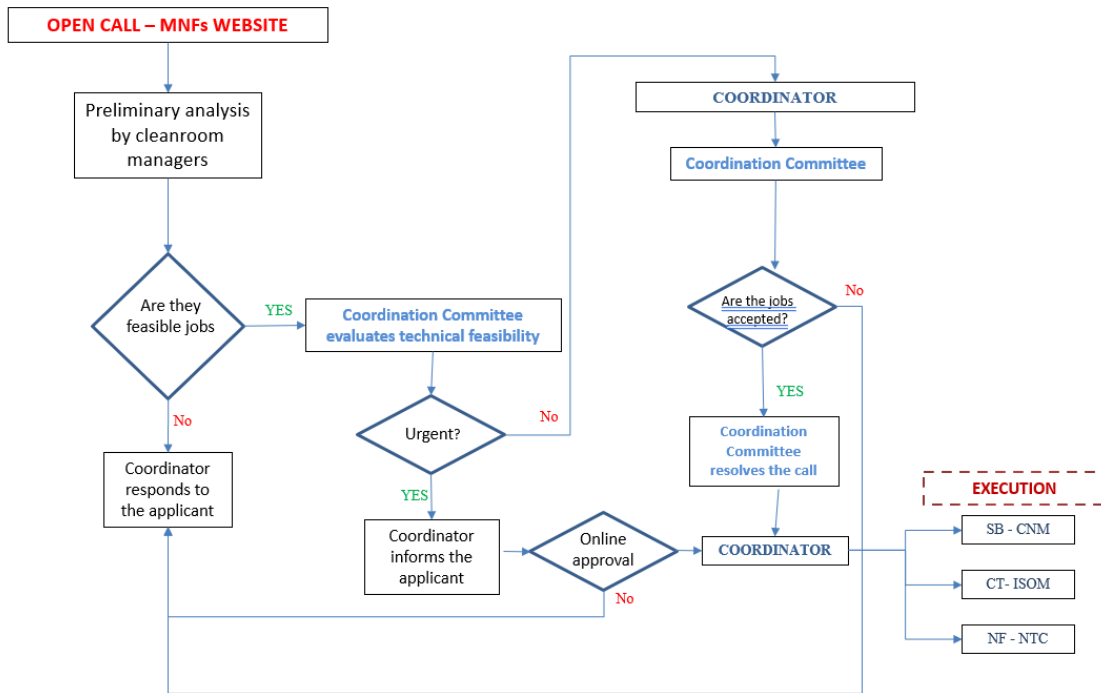 OPEN CALL – MNFs WEBSITE
Preliminary analysis
by cleanroom
managers
Are they
feasible jobs
YES
No
Coordinator
responds to
the applicant
Coordination Committee
evaluates technical feasibility
Urgent?
No
YES
Coordinator
informs the
applicant
Online
approval
No
COORDINATOR
Coordination Committee
Are the jobs
accepted?
No
YES
Coordination
Committee
resolves the call
COORDINATOR
EXECUTION
SB - CNM
CT- ISOM
NF - NTC